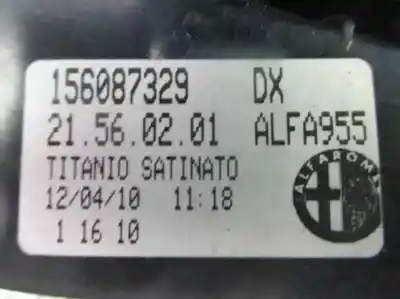 156087329 DX
21.56.02.01 ALFA955
TITANIO SATINATO
12/04/10 11:18
1 16 10
ALFA ROMEO